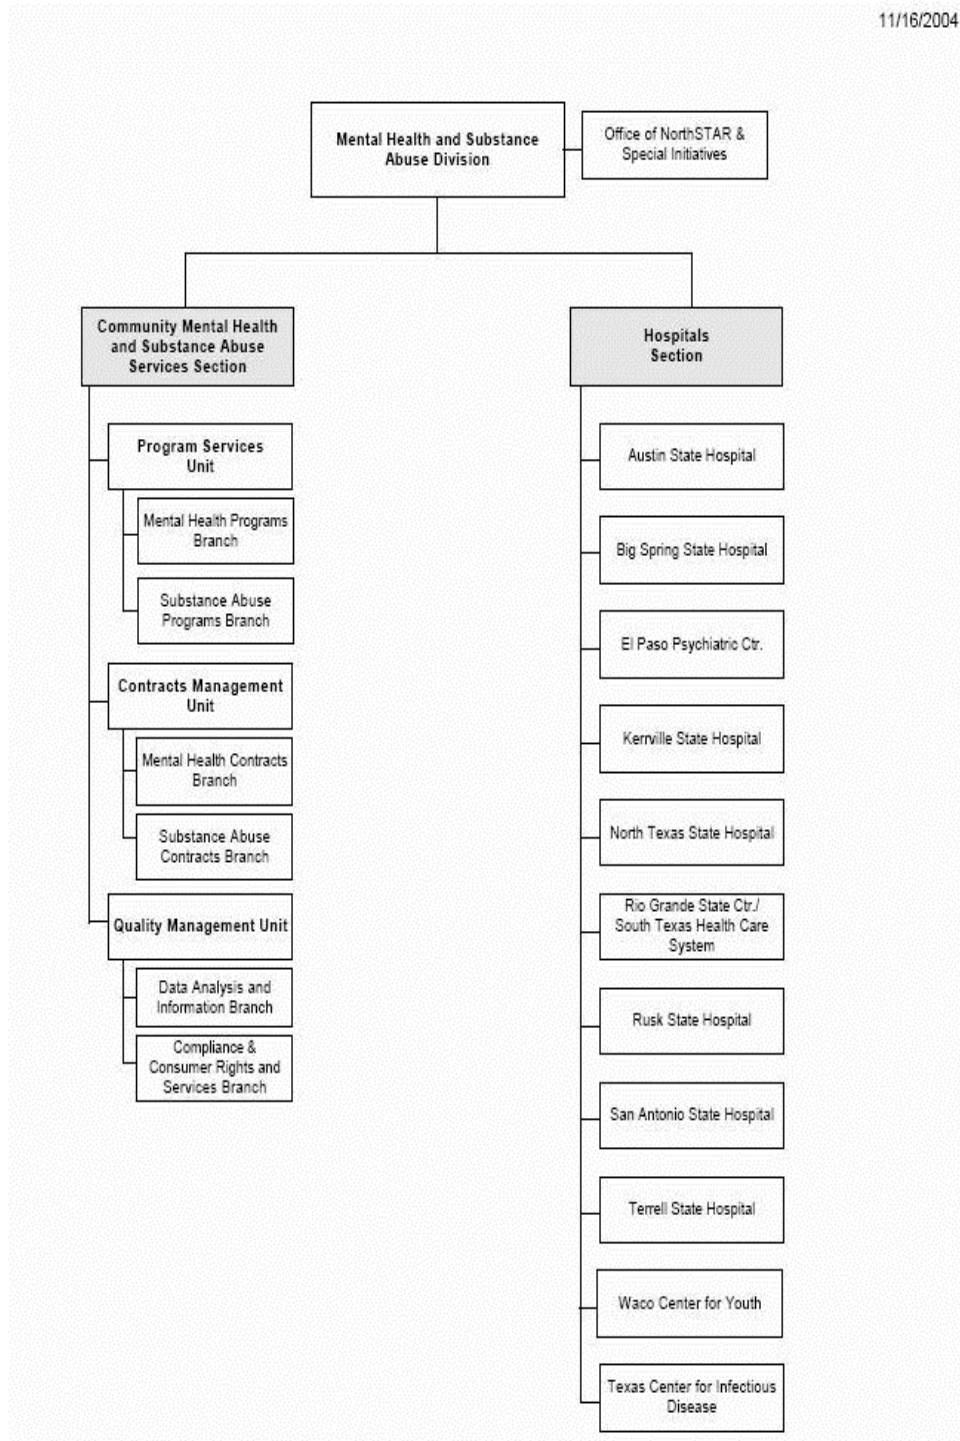 11/16/2004
Mental Health and Substance
Abuse Division
Office of NorthSTAR &
Special Initiatives
Community Mental Health
and Substance Abuse
Services Section
Program Services
Unit
Mental Health Programs
Branch
Substance Abuse
Programs Branch
Contracts Management
Unit
Mental Health Contracts
Branch
Substance Abuse
Contracts Branch
Quality Management Unit
Data Analysis and
Information Branch
Compliance &
Consumer Rights and
Services Branch
Hospitals
Section
Austin State Hospital
Big Spring State Hospital
El Paso Psychiatric Ctr.
Kerrville State Hospital
North Texas State Hospital
Rio Grande State Ctr./
South Texas Health Care
System
Rusk State Hospital
San Antonio State Hospital
Terrell State Hospital
Waco Center for Youth
Texas Center for Infectious
Disease